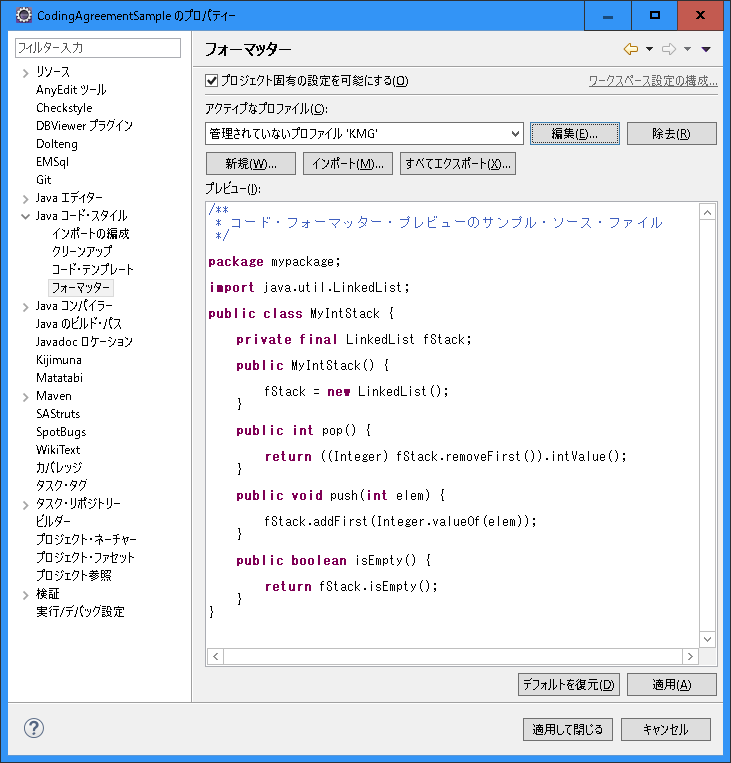 CodingAgreementSample のプロパティー
フィルター入力
リソース
AnyEdit ツール
Checkstyle
DBViewer プラグイン
Dolteng
EMSql
Git
Java エディター
Java コード・スタイル
インポートの編成
クリーンアップ
コード・テンプレート
フォーマッター
Java コンパイラー
Java のビルド・パス
Javadoc ロケーション
Kijimuna
Matatabi
Maven
SAStruts
SpotBugs
WikiText
カバレッジ
タスク・タグ
タスク・リポジトリー
ビルダー
プロジェクト・ネーチャー
プロジェクト・ファセット
プロジェクト参照
検証
実行/デバッグ設定
フォーマッター
プロジェクト固有の設定を可能にする(O)
ワークスペース設定の構成...
アクティブなプロファイル(C):
管理されていないプロファイル 'KMG'
編集(E)...
除去(R)
新規(W)...
インポート(M)...
すべてエクスポート(X)...
プレビュー(I):
/**
* コード・フォーマッター・プレビューのサンプル・ソース・ファイル
*/
package mypackage;
import java.util.LinkedList;
public class MyIntStack {
private final LinkedList fStack;
public MyIntStack() {
fStack = new LinkedList();
}
public int pop() {
return ((Integer) fStack.removeFirst()).intValue();
}
public void push(int elem) {
fStack.addFirst(Integer.valueOf(elem));
}
public boolean isEmpty() {
return fStack.isEmpty();
}
}
デフォルトを復元(D)
適用(A)
?
適用して閉じる
キャンセル